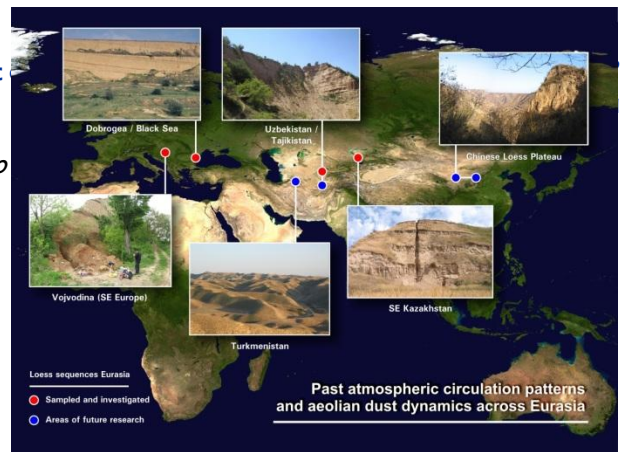 Dobrogea / Black Sea
Uzbekistan /
Tajikistan
Chinese Loess Plateau
Vojvodina (SE Europe)
Turkmenistan
SE Kazakhstan
Loess sequences Eurasia
Sampled and investigated
Areas of future research
Past atmospheric circulation patterns
and aeolian dust dynamics across Eurasia